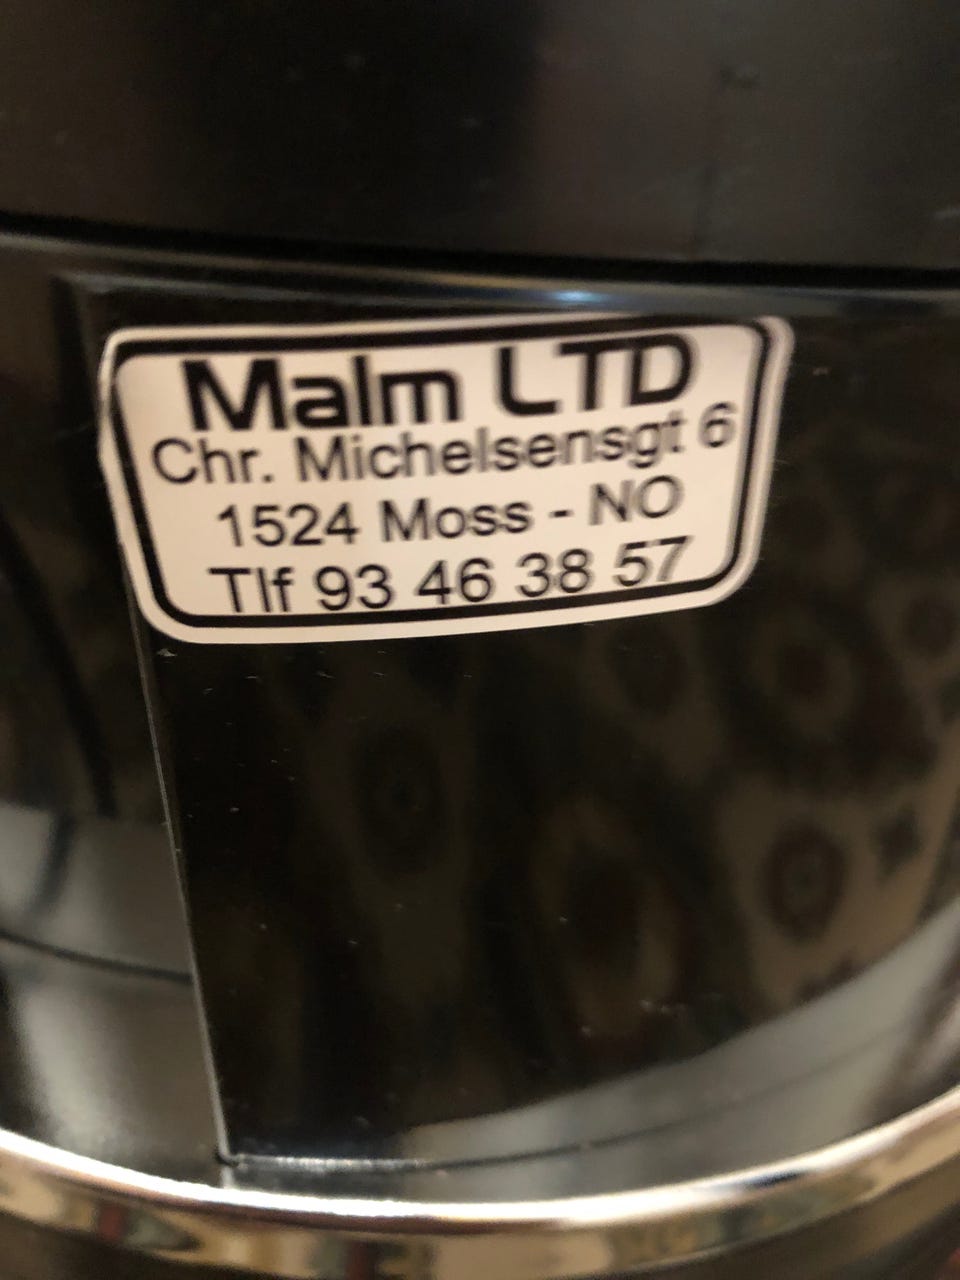 Malm LTD
Chr. Michelsensgt 6
1524 Moss - NO
Tlf 93 46 38 57